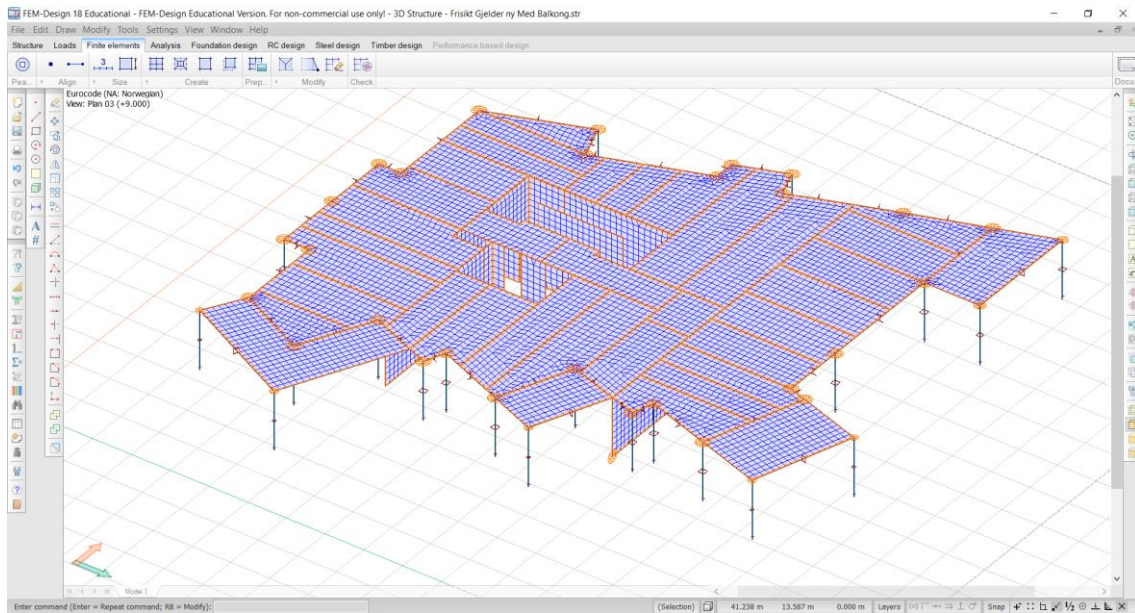 FEM-Design 18 Educational - FEM-Design Educational Version. For non-commercial use only! - 3D Structure - Frisikt Gjelder ny Med Balkong.str
File Edit Draw Modify Tools Settings View Window Help
Structure Loads Finite elements Analysis Foundation design RC design Steel design Timber design Performance based design
Pea... Align Size Create Prep... Modify Check Docu
Eurocode (NA: Norwegian)
View: Plan 03 (+9.000)
Model 1
Enter command (Enter = Repeat command; RB = Modify): (Selection) 41.238 m 13.587 m 0.000 m Layers Snap